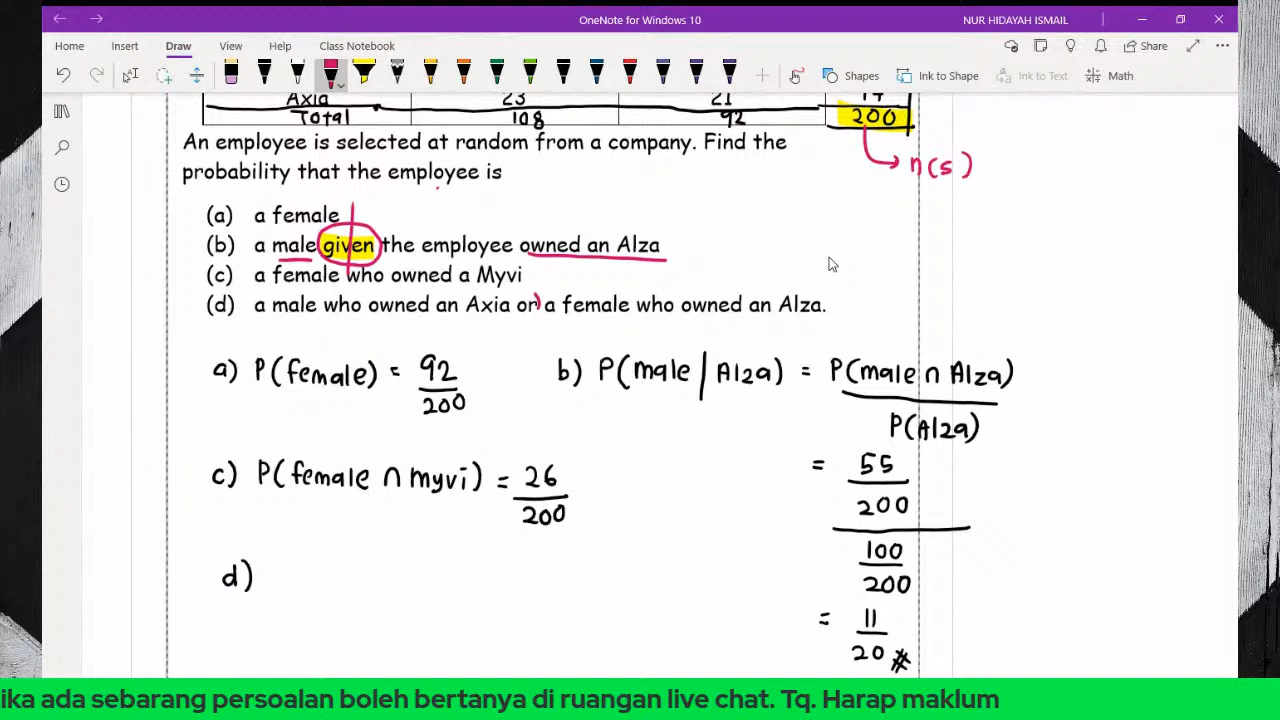 OneNote for Windows 10
NUR HIDAYAH ISMAIL
Home Insert Draw View Help Class Notebook
Share
Shapes Ink to Shape Ink to Text Math
Axia 23 21
Total 108 92 200
n(s)
An employee is selected at random from a company. Find the
probability that the employee is
(a) a female
(b) a male given the employee owned an Alza
(c) a female who owned a Myvi
(d) a male who owned an Axia or a female who owned an Alza.
a) P(female) = 92/200
b) P(male | Alza) = P(male ∩ Alza)
P(Alza)
= 55/200
100/200
= 11/20 #
c) P(female ∩ myvi) = 26/200
d)
ika ada sebarang persoalan boleh bertanya di ruangan live chat. Tq. Harap maklum